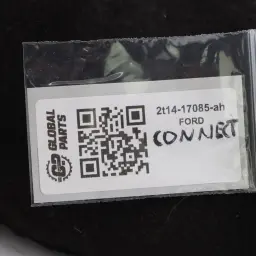 GLOBAL
PARTS
2t14-17085-ah
FORD
CONNECT